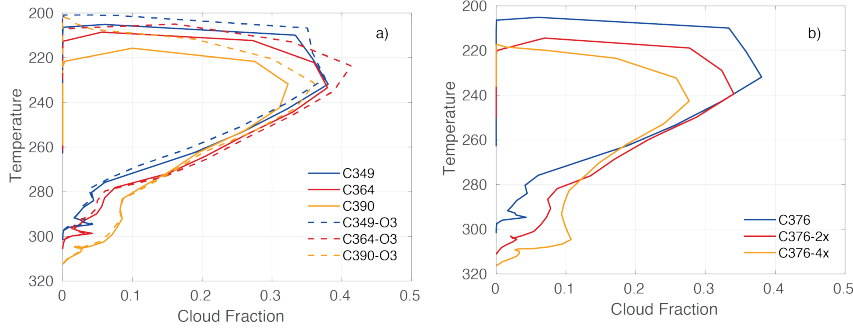 a)
200
220
240
260
280
300
320
Temperature
0
0.1
0.2
0.3
0.4
0.5
Cloud Fraction
C349
C364
C390
C349-O3
C364-O3
C390-O3
b)
200
220
240
260
280
300
320
Temperature
0
0.1
0.2
0.3
0.4
0.5
Cloud Fraction
C376
C376-2x
C376-4x